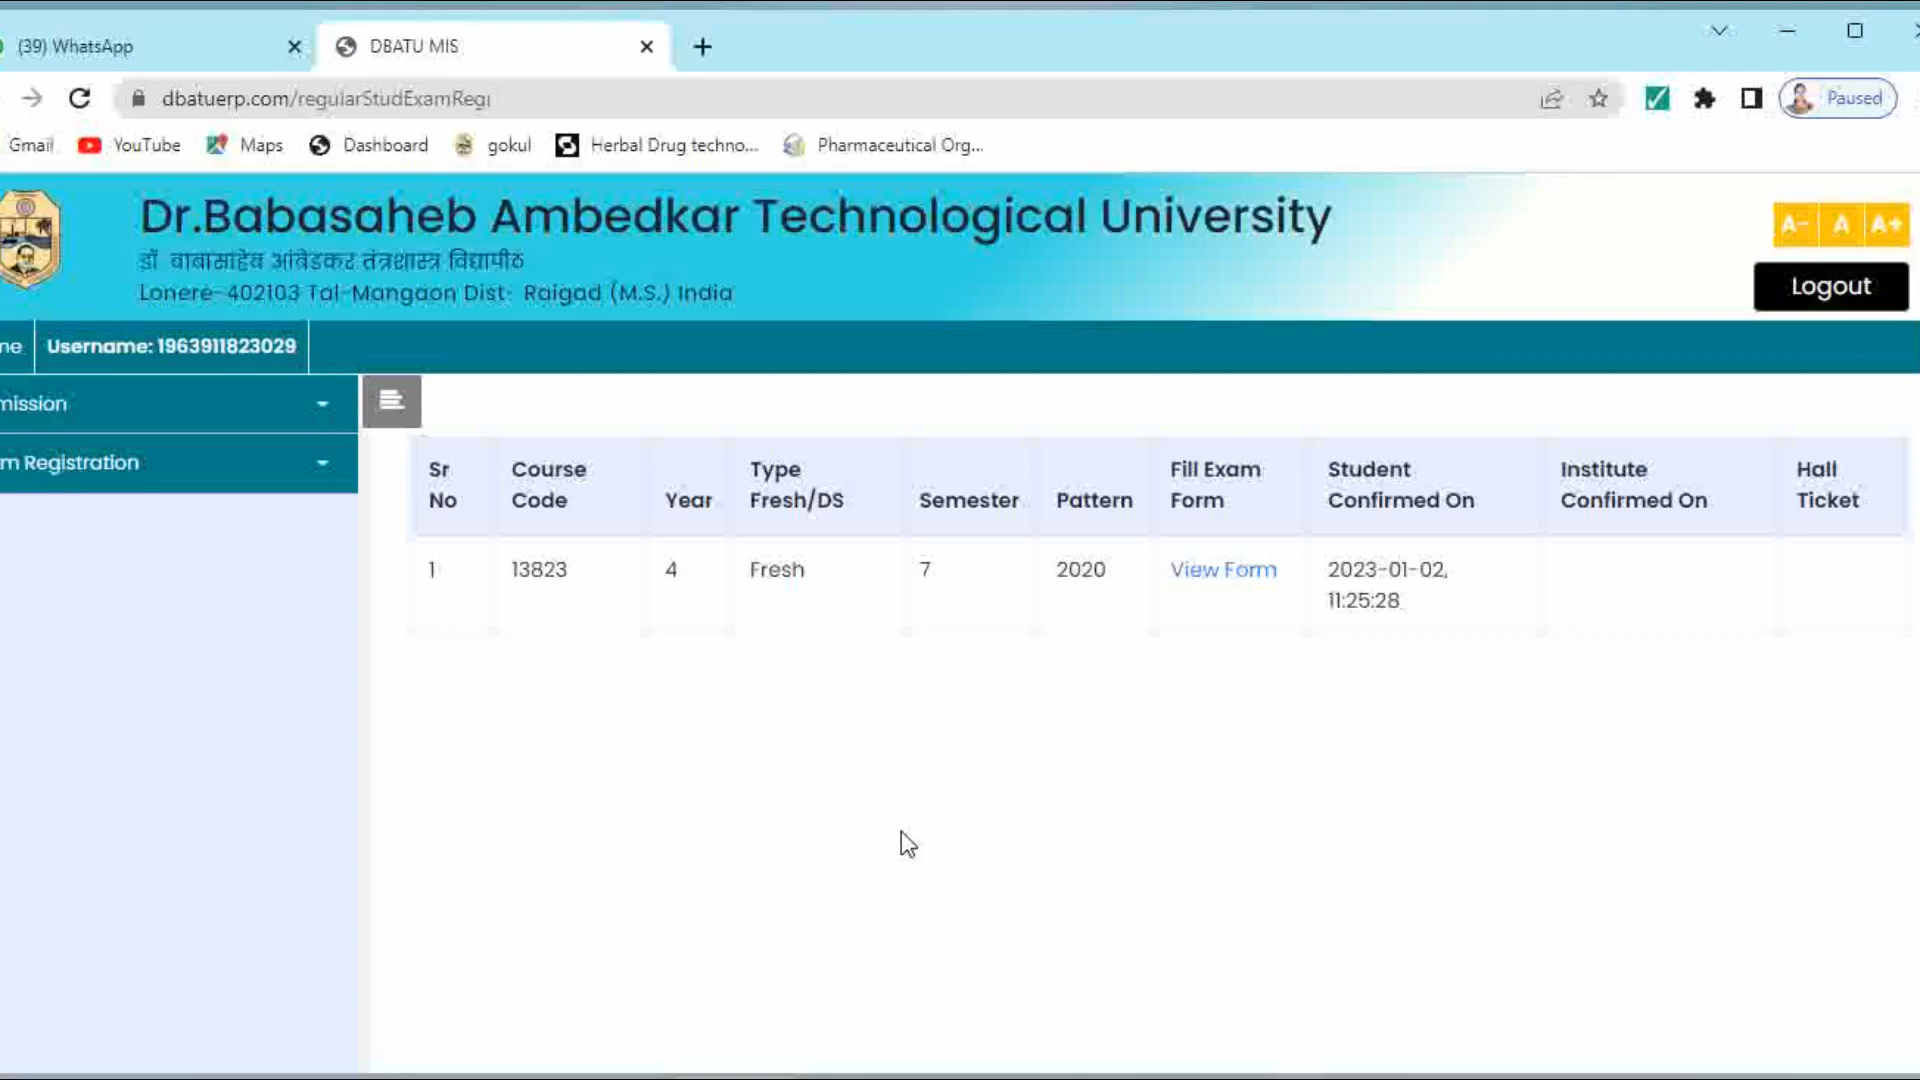 (39) WhatsApp
DBATU MIS
dbatuerp.com/regularStudExamRegi
Paused
Gmail YouTube Maps Dashboard gokul Herbal Drug techno... Pharmaceutical Org...
Dr.Babasaheb Ambedkar Technological University
डॉ बाबासाहेब आंबेडकर तंत्रशास्त्र विद्यापीठ
Lonere-402103 Tal-Mangaon Dist- Raigad (M.S.) India
A- A A+
Logout
me Username: 1963911823029
mission
m Registration
Sr No Course Code Year Type Fresh/DS Semester Pattern Fill Exam Form Student Confirmed On Institute Confirmed On Hall Ticket
1 13823 4 Fresh 7 2020 View Form 2023-01-02,
11:25:28